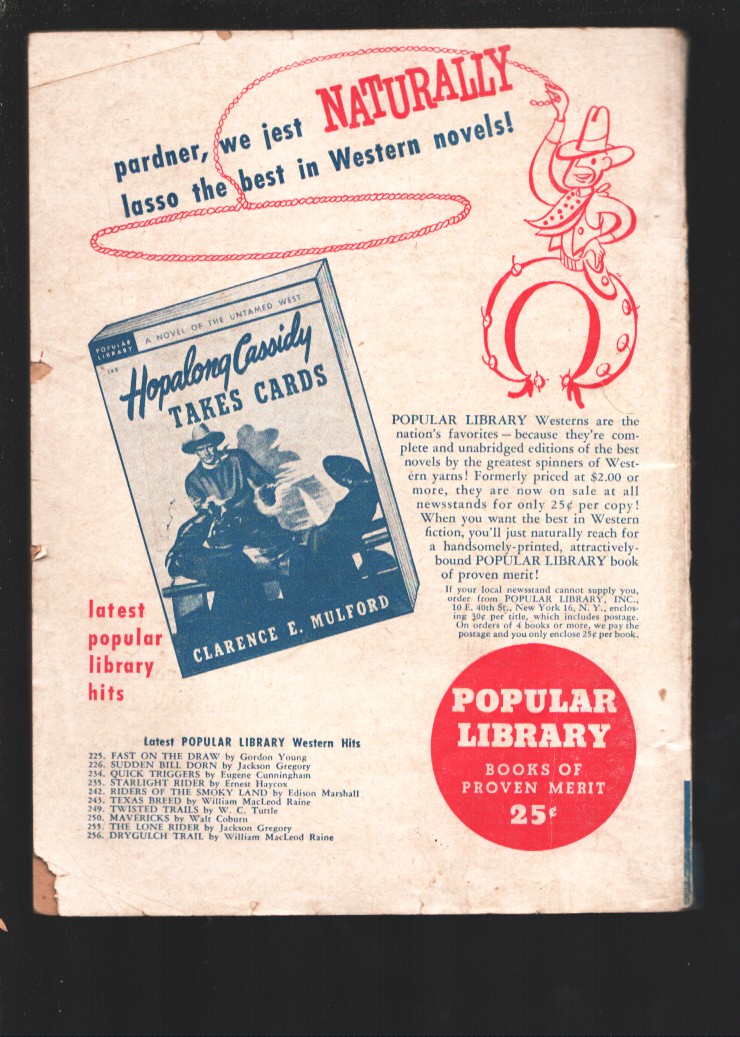 pardner, we jest NATURALLY
lasso the best in Western novels!
POPULAR
LIBRARY
A NOVEL OF THE UNTAMED WEST
Hopalong Cassidy
TAKES CARDS
CLARENCE E. MULFORD
POPULAR LIBRARY Westerns are the
nation's favorites — because they're com-
plete and unabridged editions of the best
novels by the greatest spinners of West-
ern yarns! Formerly priced at $2.00 or
more, they are now on sale at all
newsstands for only 25¢ per copy!
When you want the best in Western
fiction, you'll just naturally reach for
a handsomely-printed, attractively-
bound POPULAR LIBRARY book
of proven merit!
If your local newsstand cannot supply you,
order from POPULAR LIBRARY, INC.,
10 E. 40th St., New York 16, N. Y., enclos-
ing 30¢ per title, which includes postage.
On orders of 4 books or more, we pay the
postage and you only enclose 25¢ per book.
latest
popular
library
hits
Latest POPULAR LIBRARY Western Hits
225. FAST ON THE DRAW by Gordon Young
226. SUDDEN BILL DORN by Jackson Gregory
234. QUICK TRIGGERS by Eugene Cunningham
235. STARLIGHT RIDER by Ernest Haycox
242. RIDERS OF THE SMOKY LAND by Edison Marshall
243. TEXAS BREED by William MacLeod Raine
249. TWISTED TRAILS by W. C. Tuttle
250. MAVERICKS by Walt Coburn
255. THE LONE RIDER by Jackson Gregory
256. DRYGULCH TRAIL by William MacLeod Raine
POPULAR
LIBRARY
BOOKS OF
PROVEN MERIT
25¢